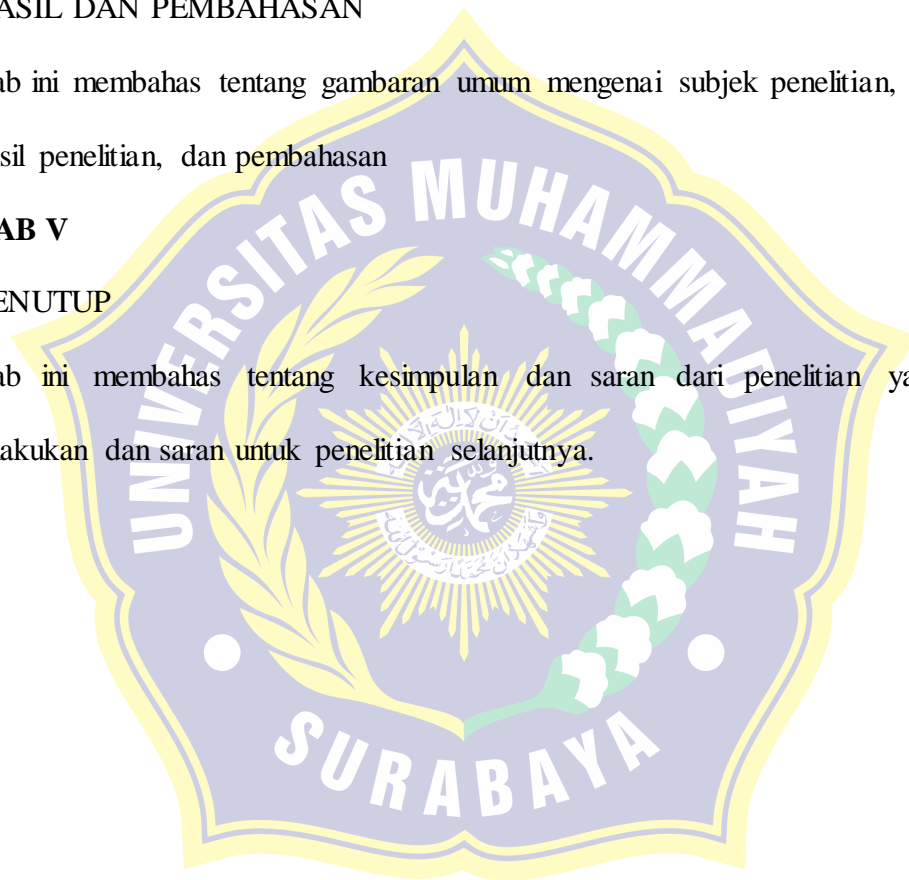 ASIL DAN PEMBAHASAN
ab ini membahas tentang gambaran umum mengenai subjek penelitian,
sil penelitian, dan pembahasan
AB V
ENUTUP
ab ini membahas tentang kesimpulan dan saran dari penelitian ya
akukan dan saran untuk penelitian selanjutnya.
UNIVERSITAS MUHAMMADIYAH
SURABAYA